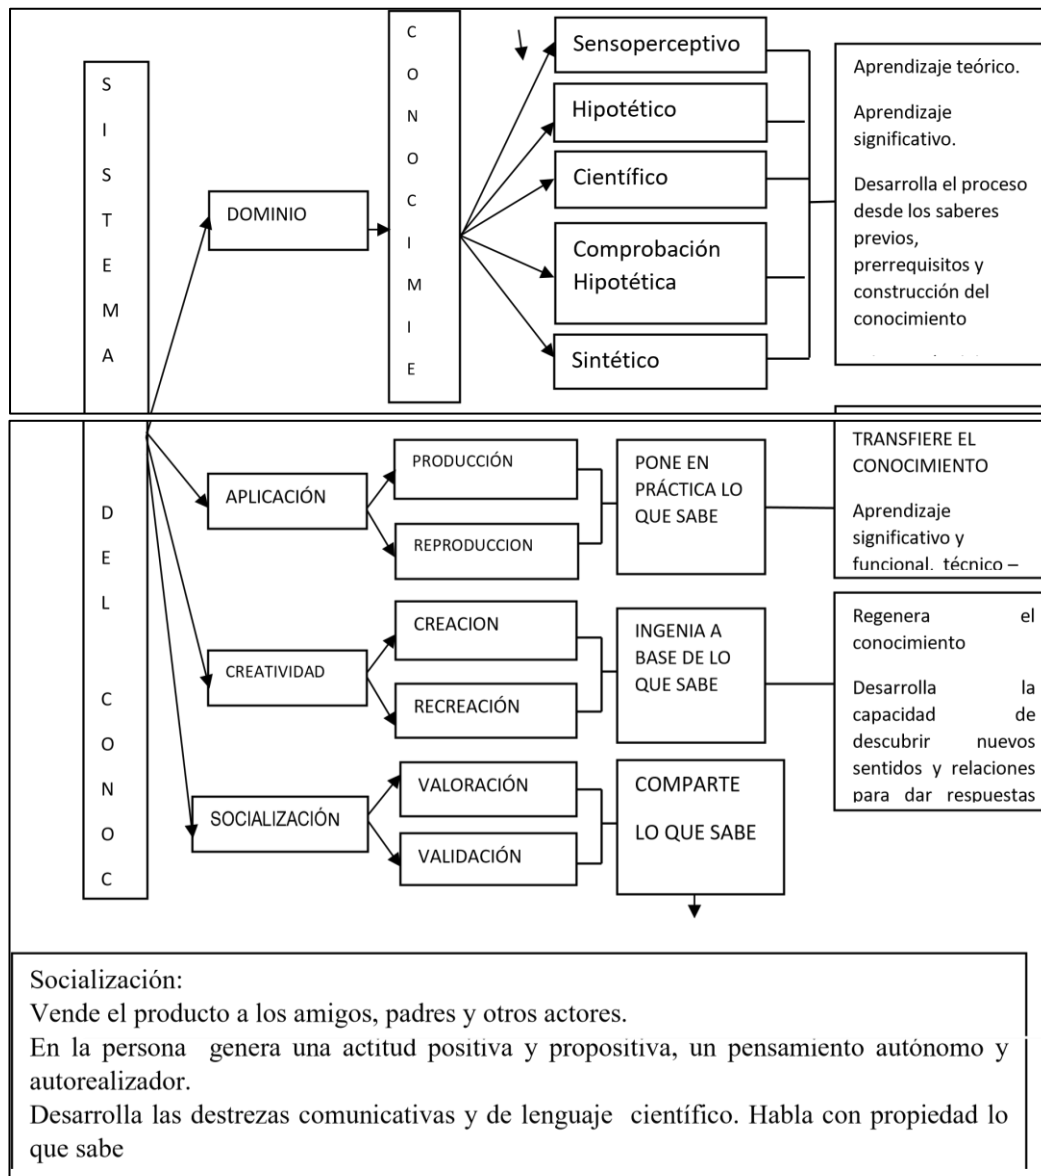 SISTEMA DEL CONOC
DOMINIO
CONOCIMIE
Sensoperceptivo
Hipotético
Científico
Comprobación
Hipotética
Sintético
Aprendizaje teórico.
Aprendizaje
significativo.
Desarrolla el proceso
desde los saberes
previos,
prerrequisitos y
construcción del
conocimiento
APLICACIÓN
PRODUCCIÓN
REPRODUCCION
PONE EN
PRÁCTICA LO
QUE SABE
TRANSFIERE EL
CONOCIMIENTO
Aprendizaje
significativo y
funcional, técnico –
CREATIVIDAD
CREACION
RECREACIÓN
INGENIA A
BASE DE LO
QUE SABE
Regenera el
conocimiento
Desarrolla la
capacidad de
descubrir nuevos
sentidos y relaciones
para dar respuestas
SOCIALIZACIÓN
VALORACIÓN
VALIDACIÓN
COMPARTE
LO QUE SABE
Socialización:
Vende el producto a los amigos, padres y otros actores.
En la persona genera una actitud positiva y propositiva, un pensamiento autónomo y
autorealizador.
Desarrolla las destrezas comunicativas y de lenguaje científico. Habla con propiedad lo
que sabe